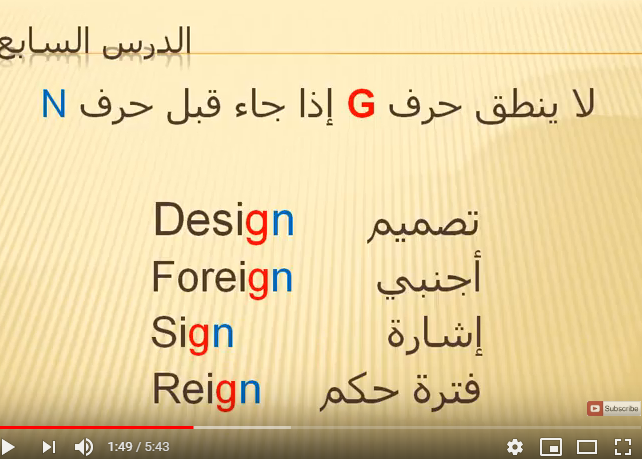 الدرس السابع
لا ينطق حرف G إذا جاء قبل حرف N
Design تصميم
Foreign أجنبي
Sign إشارة
Reign فترة حكم
Subscribe
1:49 / 5:43